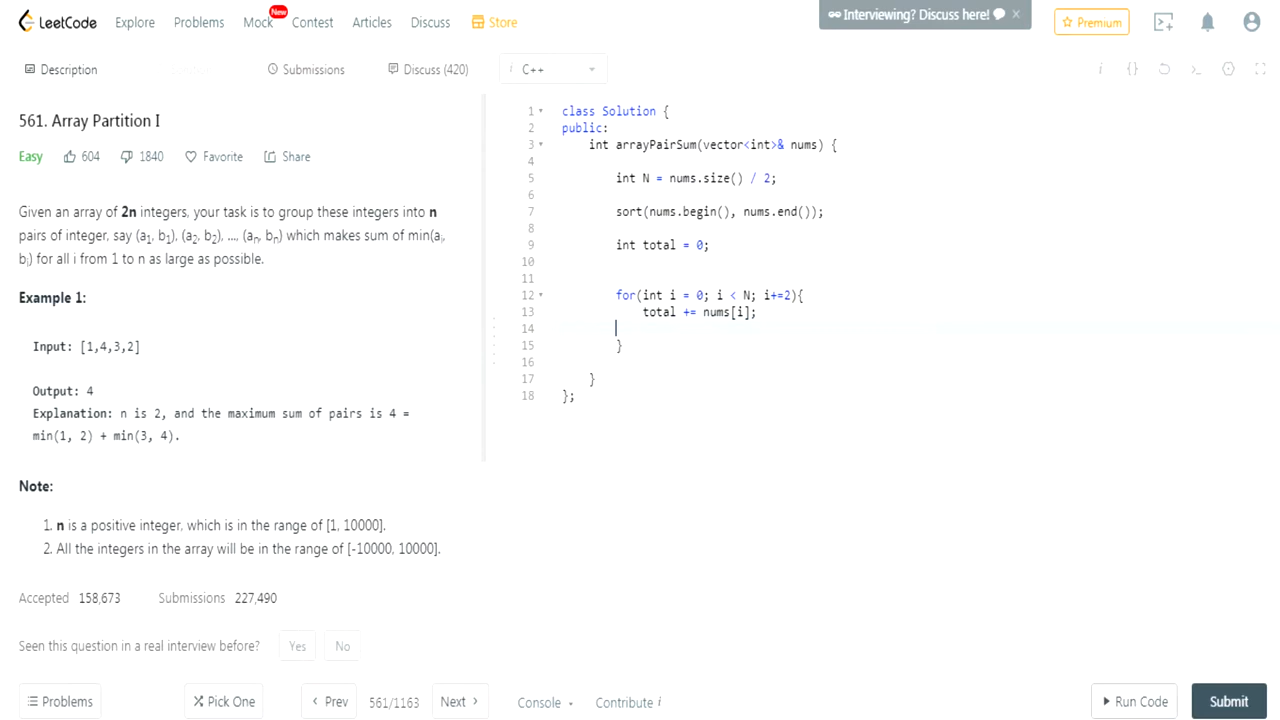 LeetCode Explore Problems Mock New Contest Articles Discuss Store Interviewing? Discuss here! × Premium
Description Submissions Discuss (420) i C++ i {}
561. Array Partition I
Easy 604 1840 Favorite Share
Given an array of 2n integers, your task is to group these integers into n
pairs of integer, say (a1, b1), (a2, b2), ..., (an, bn) which makes sum of min(ai,
bi) for all i from 1 to n as large as possible.
Example 1:
Input: [1,4,3,2]
Output: 4
Explanation: n is 2, and the maximum sum of pairs is 4 =
min(1, 2) + min(3, 4).
Note:
1. n is a positive integer, which is in the range of [1, 10000].
2. All the integers in the array will be in the range of [-10000, 10000].
Accepted 158,673 Submissions 227,490
Seen this question in a real interview before? Yes No
1 class Solution {
2 public:
3 int arrayPairSum(vector<int>& nums) {
4
5 int N = nums.size() / 2;
6
7 sort(nums.begin(), nums.end());
8
9 int total = 0;
10
11
12 for(int i = 0; i < N; i+=2){
13 total += nums[i];
14
15 }
16
17 }
18 };
Problems Pick One Prev 561/1163 Next Console Contribute i Run Code Submit